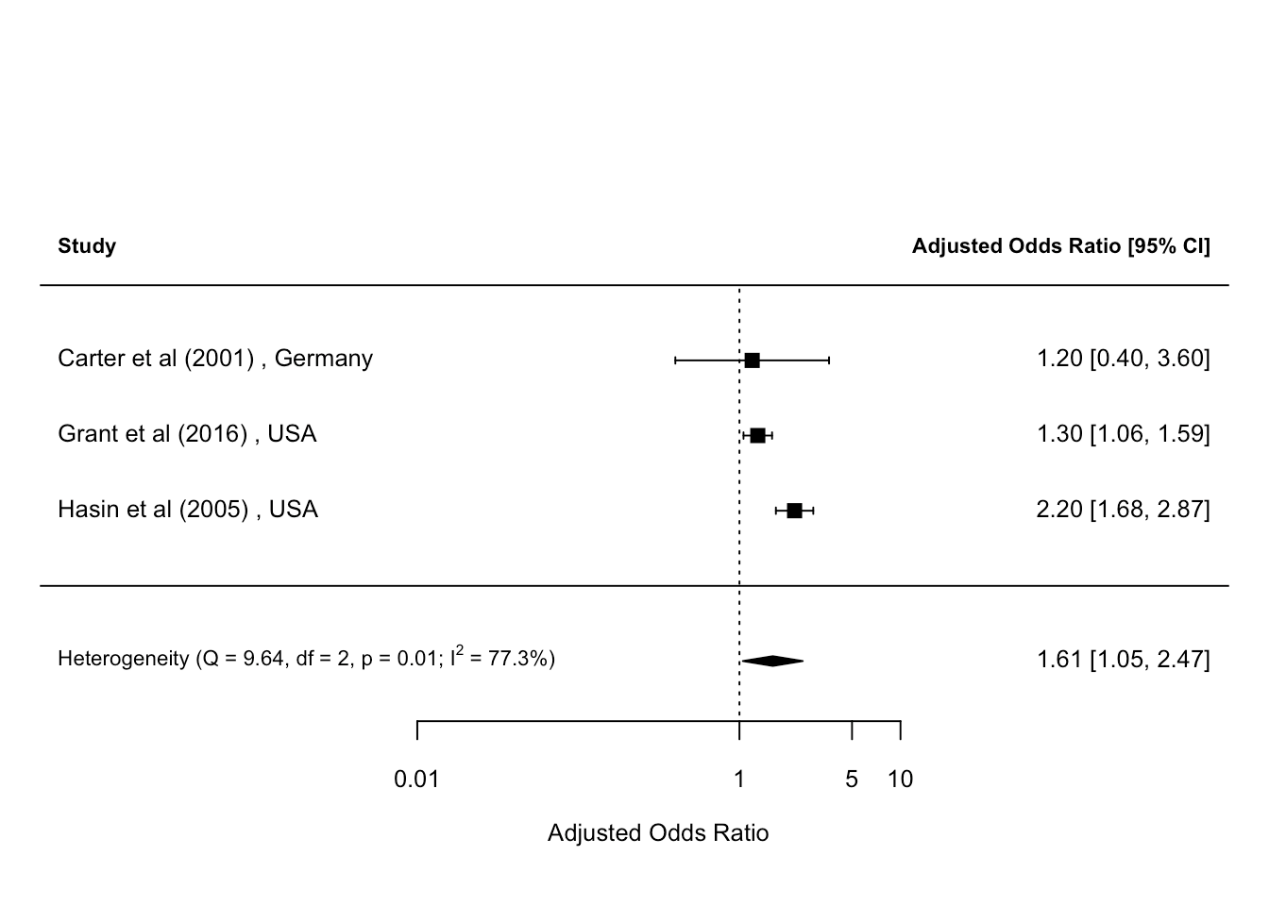 Study Adjusted Odds Ratio [95% CI]
Carter et al (2001) , Germany 1.20 [0.40, 3.60]
Grant et al (2016) , USA 1.30 [1.06, 1.59]
Hasin et al (2005) , USA 2.20 [1.68, 2.87]
Heterogeneity (Q = 9.64, df = 2, p = 0.01; I² = 77.3%) 1.61 [1.05, 2.47]
0.01 1 5 10
Adjusted Odds Ratio